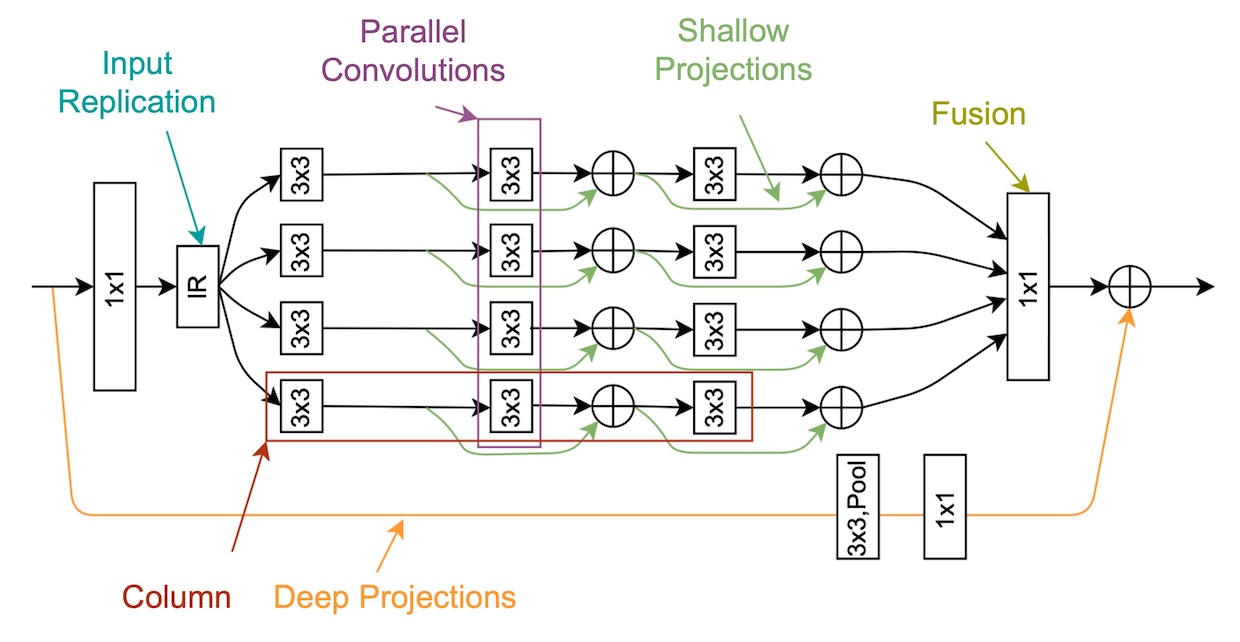 Parallel
Convolutions
Shallow
Projections
Input
Replication
Fusion
1x1
IR
3x3
3x3
3x3
3x3
3x3
3x3
3x3
3x3
3x3
3x3
3x3
3x3
1x1
3x3,Pool
1x1
Column
Deep Projections